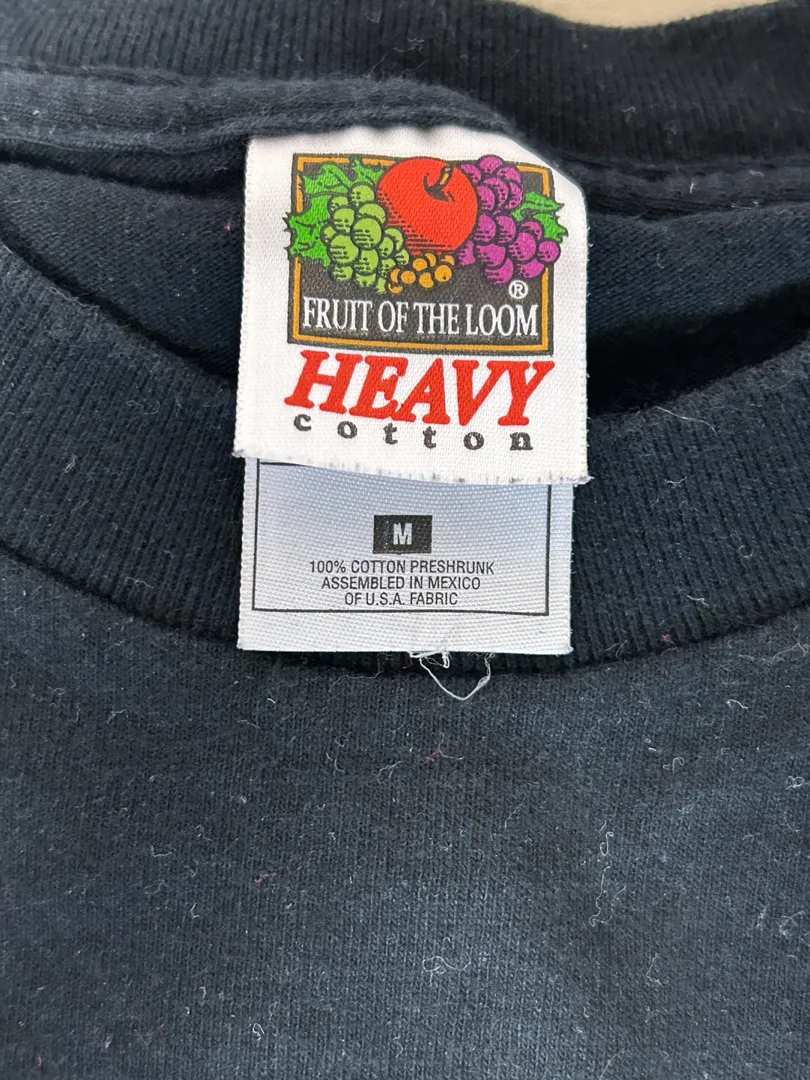 ®
FRUIT OF THE LOOM
HEAVY
cotton
M
100% COTTON PRESHRUNK
ASSEMBLED IN MEXICO
OF U.S.A. FABRIC